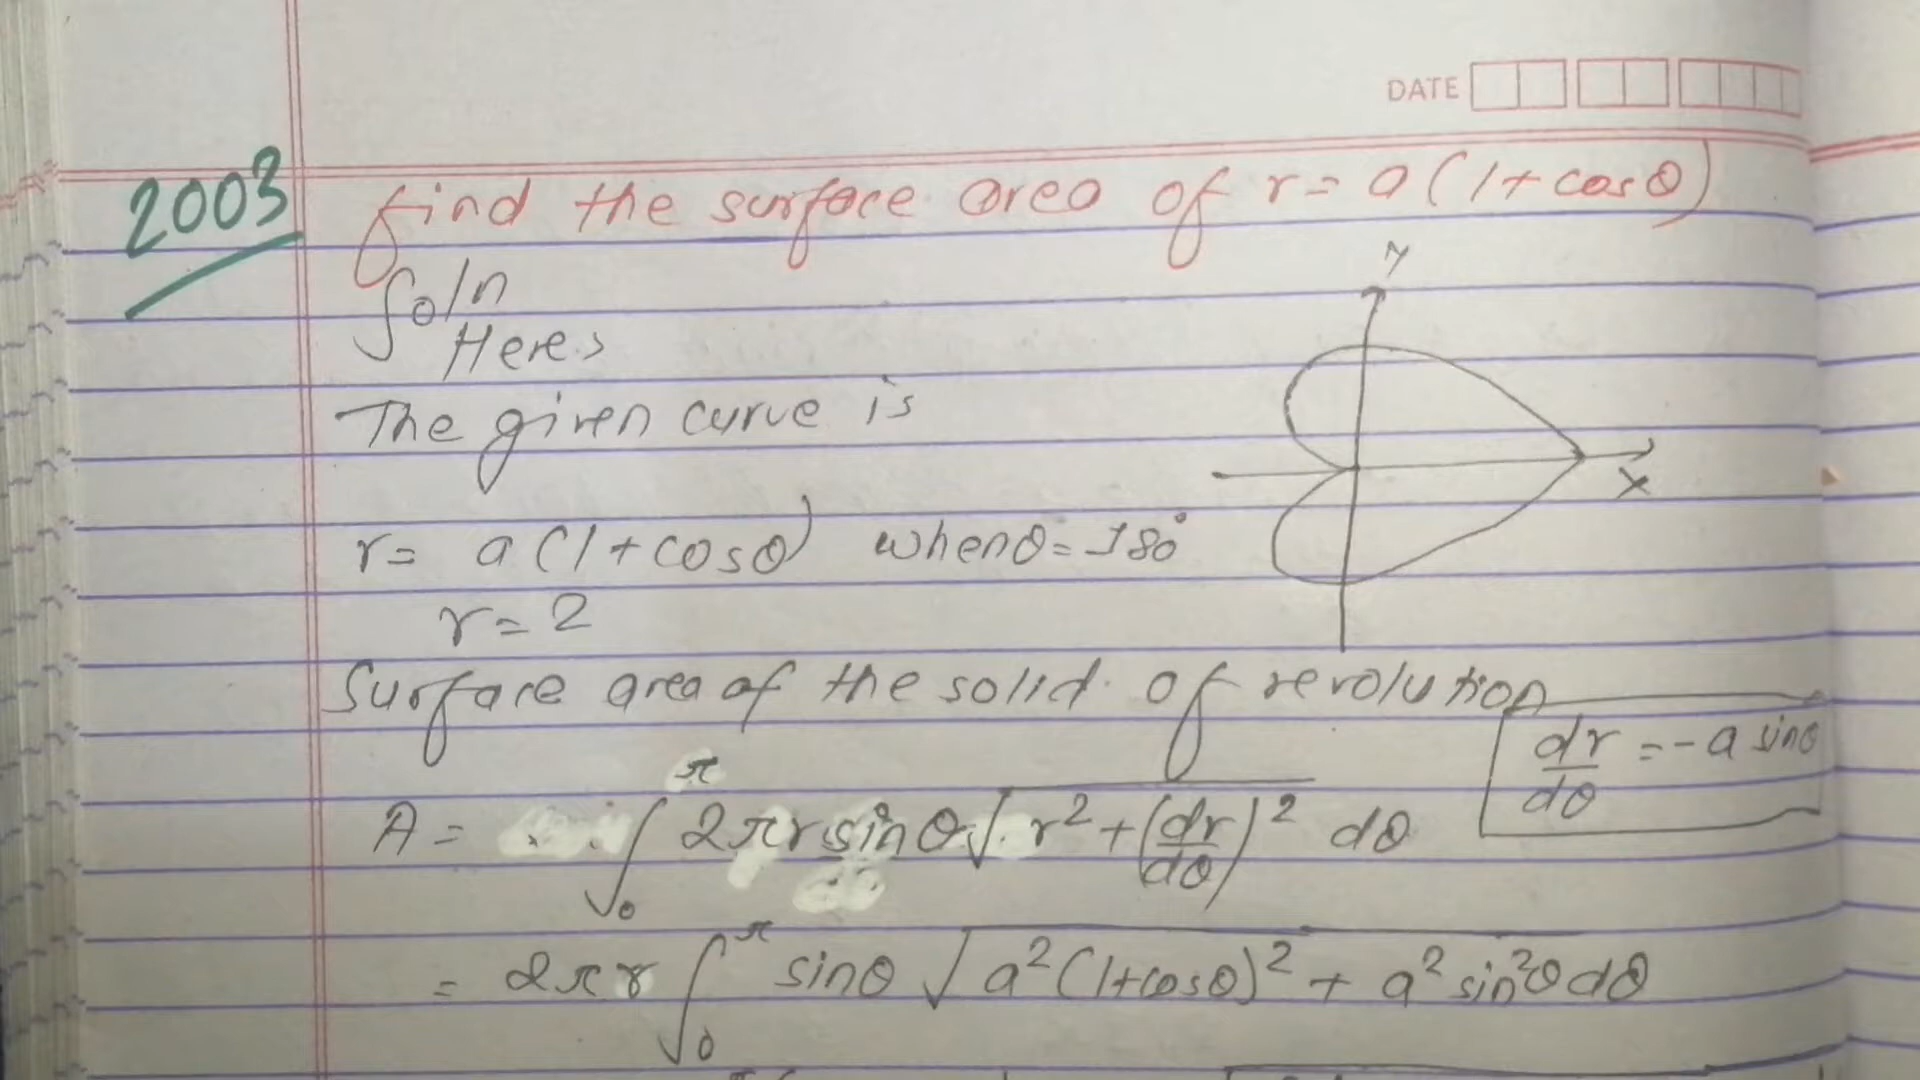 DATE
2003
find the surface area of r = a(1+cosθ)
Soln
Here,
The given curve is
r = a(1+cosθ) when θ = 180°
r = 2
Surface area of the solid of revolution
dr/dθ = -a sinθ
A = ∫₀^π 2πr sinθ √(r² + (dr/dθ)²) dθ
= 2πr ∫₀^π sinθ √(a²(1+cosθ)² + a² sin²θ) dθ
Y
X